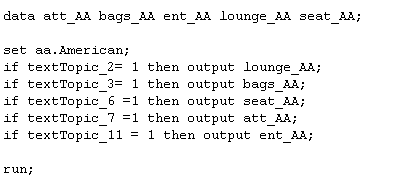 data att_AA bags_AA ent_AA lounge_AA seat_AA;
set aa.American;
if textTopic_2= 1 then output lounge_AA;
if textTopic_3= 1 then output bags_AA;
if textTopic_6 =1 then output seat_AA;
if textTopic_7 =1 then output att_AA;
if textTopic_11 = 1 then output ent_AA;
run;